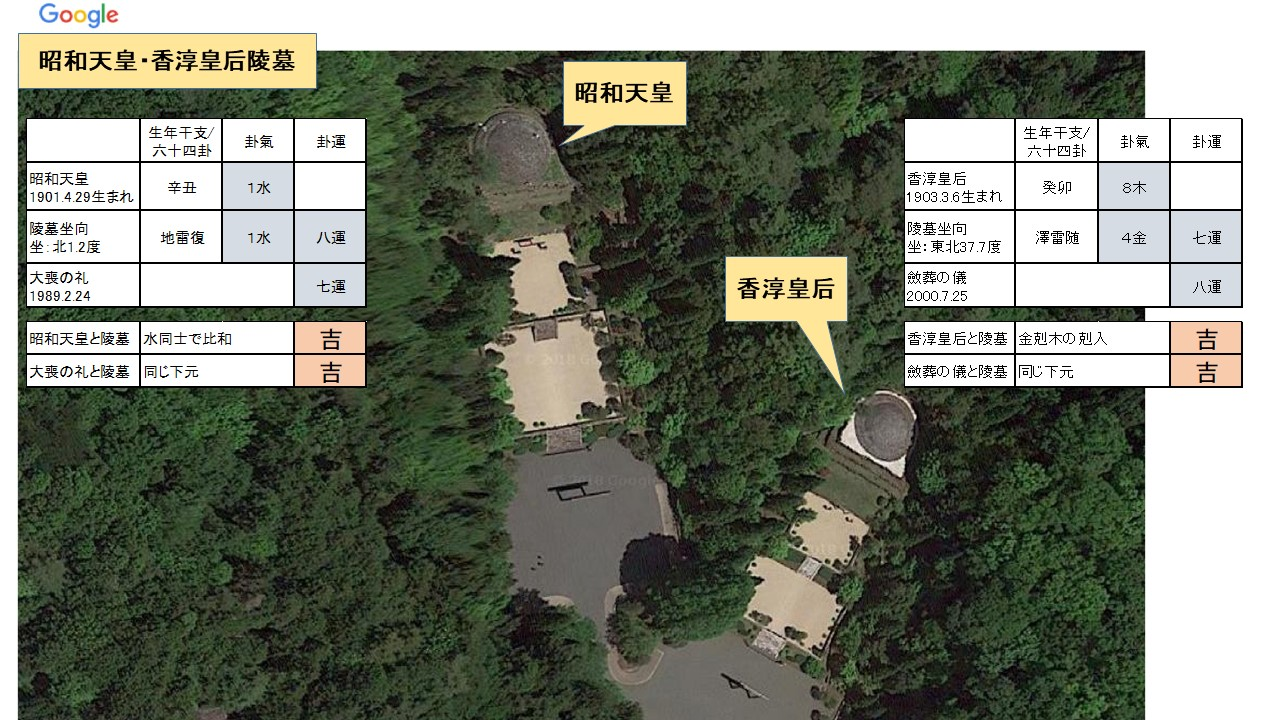 Google
昭和天皇・香淳皇后陵墓
昭和天皇
生年干支/
六十四卦
卦氣
卦運
昭和天皇
1901.4.29生まれ
辛丑
1水
陵墓坐向
坐：北1.2度
地雷復
1水
八運
大喪の礼
1989.2.24
七運
昭和天皇と陵墓
水同士で比和
吉
大喪の礼と陵墓
同じ下元
吉
香淳皇后
生年干支/
六十四卦
卦氣
卦運
香淳皇后
1903.3.6生まれ
癸卯
8木
陵墓坐向
坐：東北37.7度
澤雷随
4金
七運
斂葬の儀
2000.7.25
八運
香淳皇后と陵墓
金剋木の剋入
吉
斂葬の儀と陵墓
同じ下元
吉